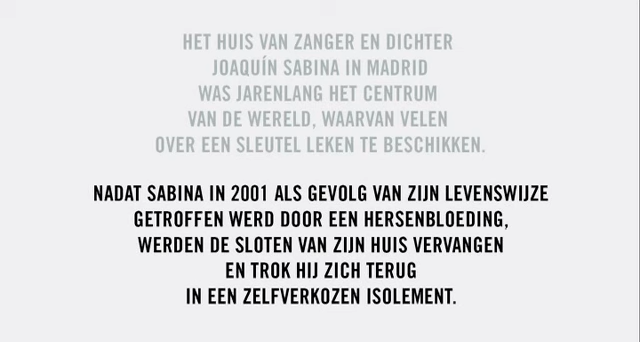 HET HUIS VAN ZANGER EN DICHTER
JOAQUÍN SABINA IN MADRID
WAS JARENLANG HET CENTRUM
VAN DE WERELD, WAARVAN VELEN
OVER EEN SLEUTEL LEKEN TE BESCHIKKEN.
NADAT SABINA IN 2001 ALS GEVOLG VAN ZIJN LEVENSWIJZE
GETROFFEN WERD DOOR EEN HERSENBLOEDING,
WERDEN DE SLOTEN VAN ZIJN HUIS VERVANGEN
EN TROK HIJ ZICH TERUG
IN EEN ZELFVERKOZEN ISOLEMENT.